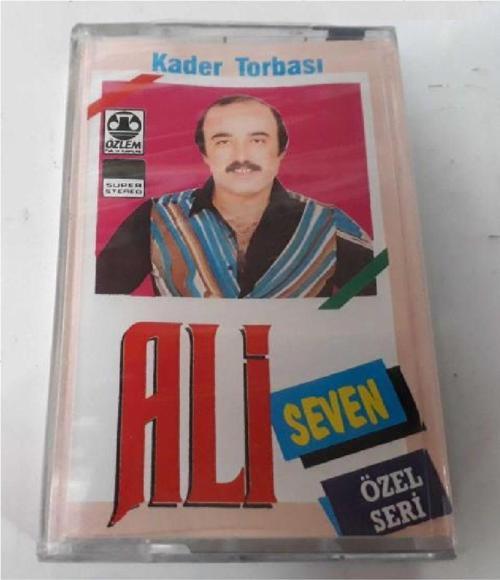 Kader Torbası
ÖZLEM
SUPER
STEREO
ALİ
SEVEN
ÖZEL
SERİ